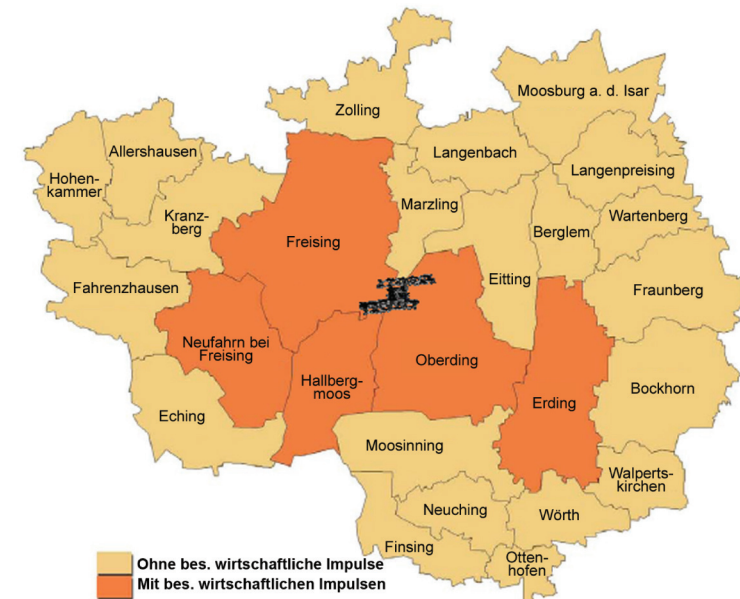 Zolling
Moosburg a. d. Isar
Allershausen
Langenbach
Hohen-
kammer
Langenpreising
Kranz-
berg
Marzling
Wartenberg
Berglem
Freising
Eitting
Fahrenzhausen
Fraunberg
Neufahrn bei
Freising
Oberding
Hallberg-
moos
Bockhorn
Erding
Eching
Moosinning
Walperts-
kirchen
Neuching
Wörth
Finsing
Otten-
hofen
Ohne bes. wirtschaftliche Impulse
Mit bes. wirtschaftlichen Impulsen